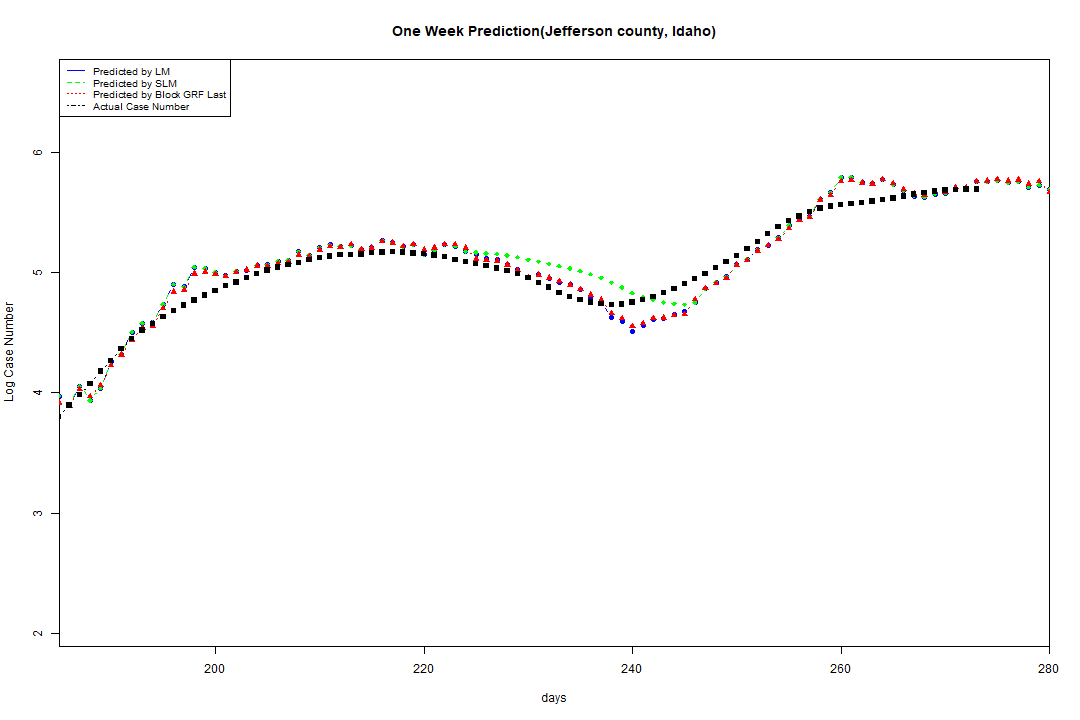 One Week Prediction(Jefferson county, Idaho)
Predicted by LM
Predicted by SLM
Predicted by Block GRF Last
Actual Case Number
6
5
4
3
2
Log Case Number
200
220
240
260
280
days